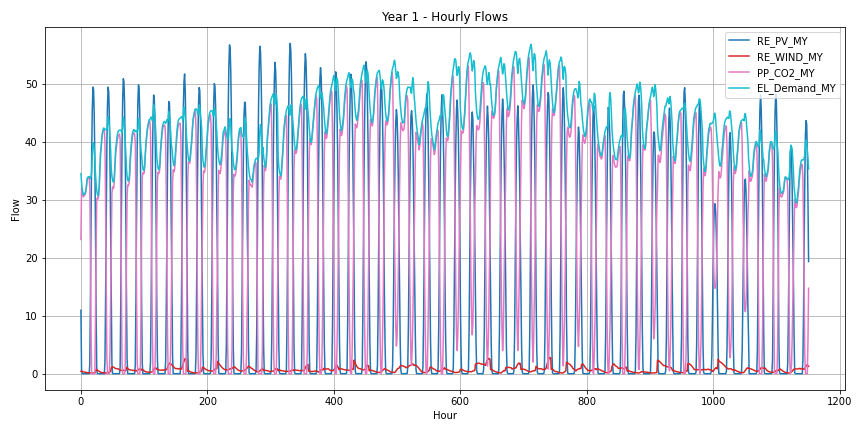 Year 1 - Hourly Flows
RE_PV_MY
RE_WIND_MY
PP_CO2_MY
EL_Demand_MY
50
40
30
20
10
0
Flow
0 200 400 600 800 1000 1200
Hour